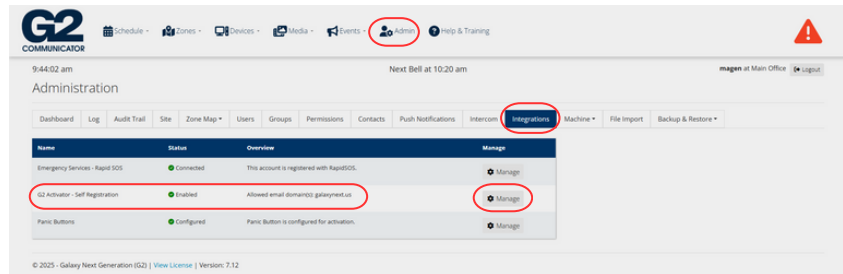 G2
COMMUNICATOR
Schedule Zones Devices Media Events Admin Help & Training
9:44:02 am Next Bell at 10:20 am magen at Main Office Logout
Administration
Dashboard Log Audit Trail Site Zone Map Users Groups Permissions Contacts Push Notifications Intercom Integrations Machine File Import Backup & Restore
Name Status Overview Manage
Emergency Services - Rapid SOS Connected This account is registered with RapidSOS. Manage
G2 Activator - Self Registration Enabled Allowed email domain(s): galaxynext.us Manage
Panic Buttons Configured Panic Button is configured for activation. Manage
© 2025 - Galaxy Next Generation (G2) | View License | Version: 7.12